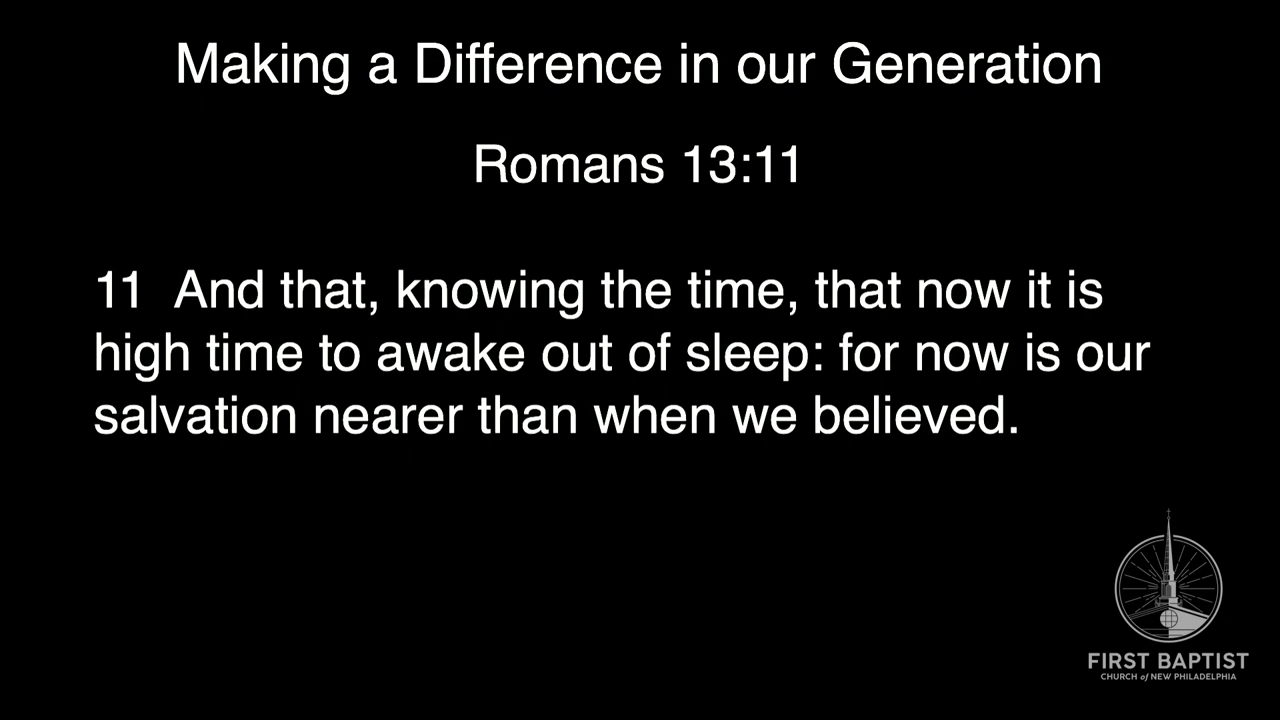 Making a Difference in our Generation
Romans 13:11
11 And that, knowing the time, that now it is
high time to awake out of sleep: for now is our
salvation nearer than when we believed.
FIRST BAPTIST
CHURCH of NEW PHILADELPHIA